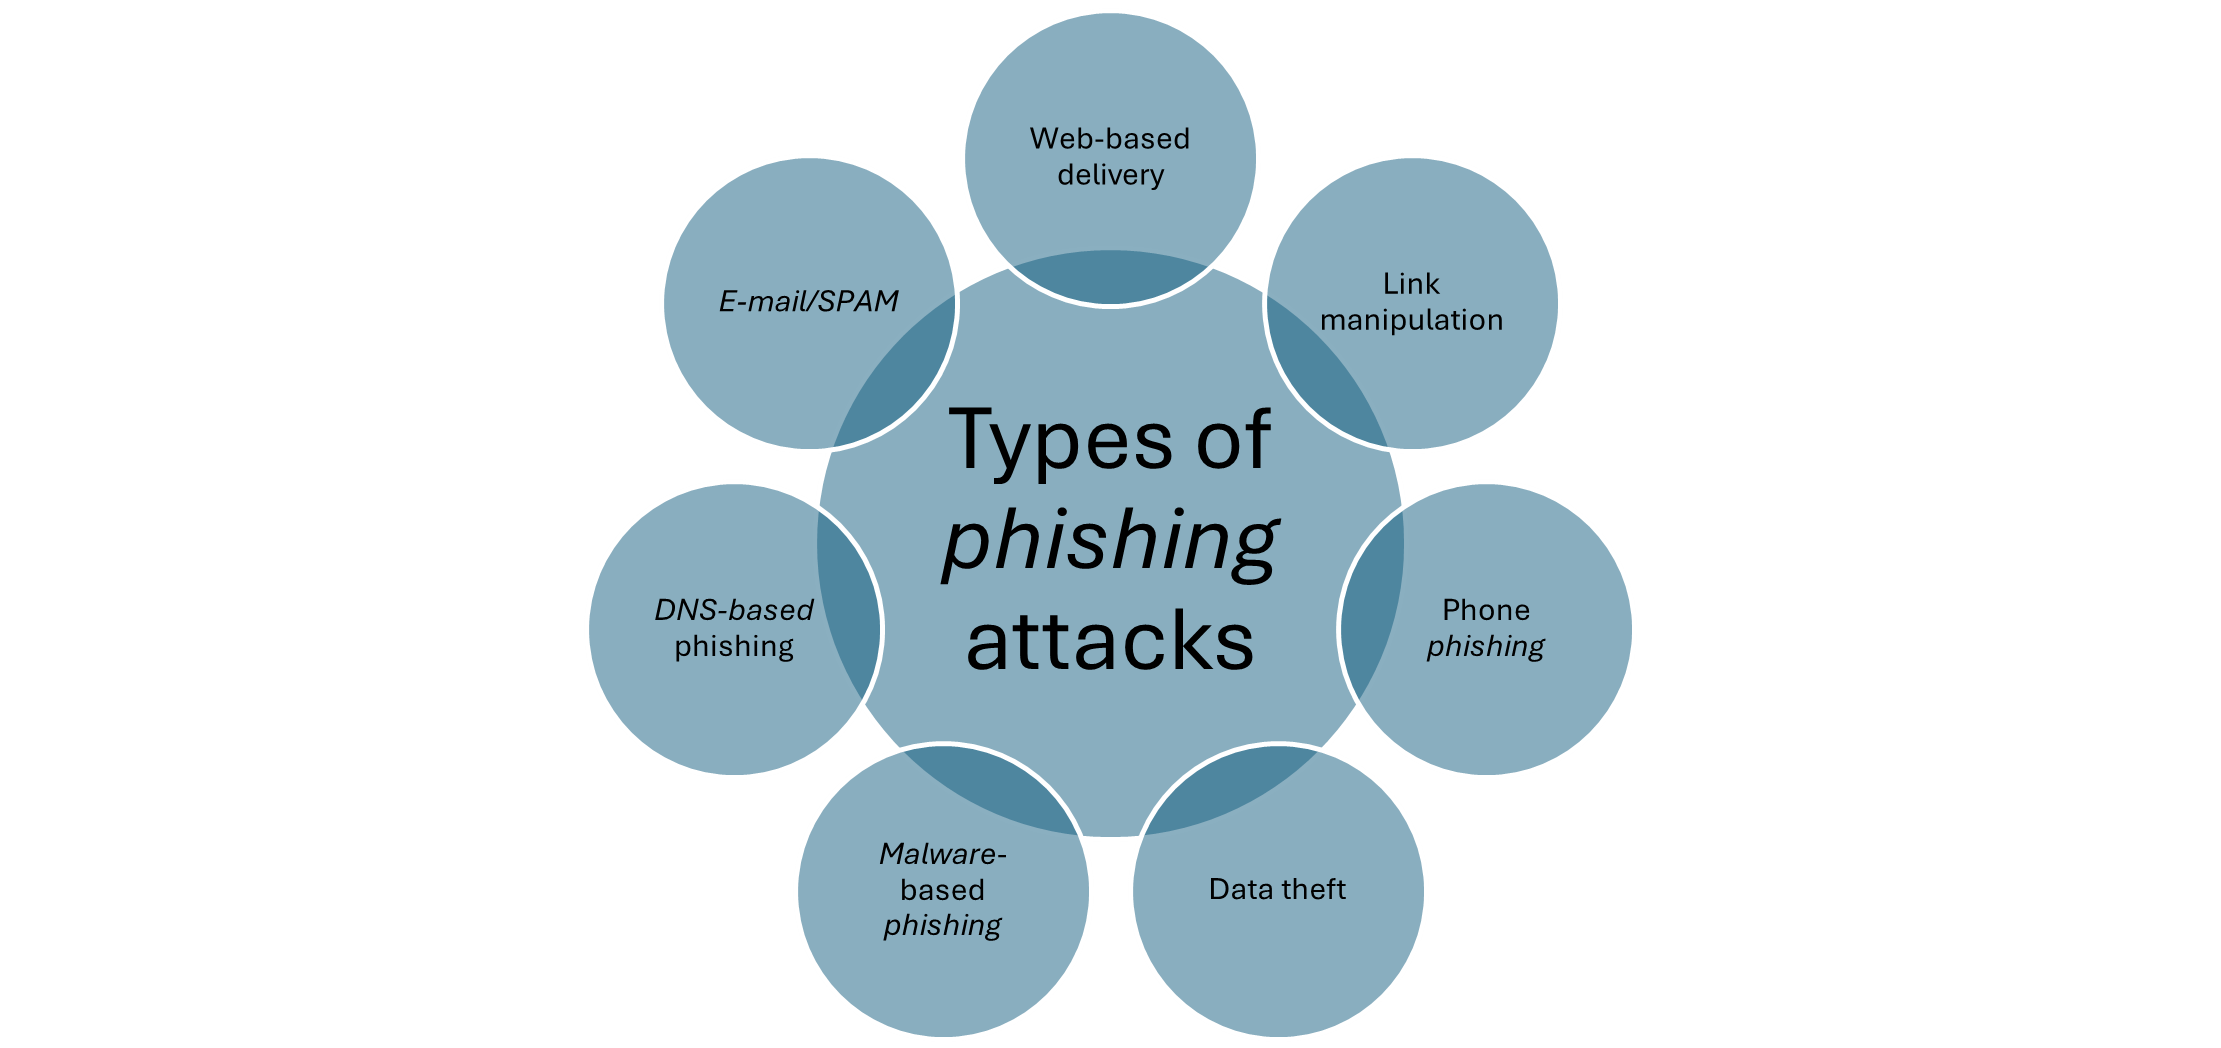 Web-based
delivery
Link
manipulation
Phone
phishing
Data theft
Malware-
based
phishing
DNS-based
phishing
E-mail/SPAM
Types of
phishing
attacks